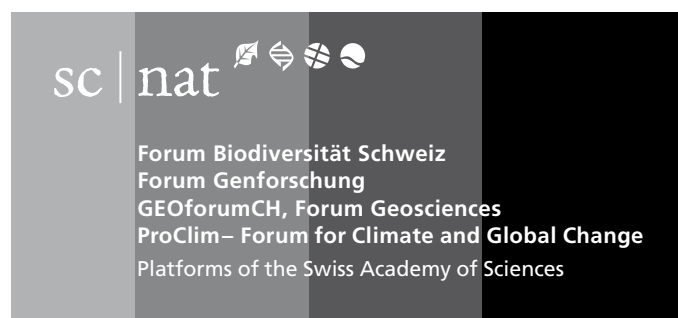 sc | nat
Forum Biodiversität Schweiz
Forum Genforschung
GEOforumCH, Forum Geosciences
ProClim– Forum for Climate and Global Change
Platforms of the Swiss Academy of Sciences